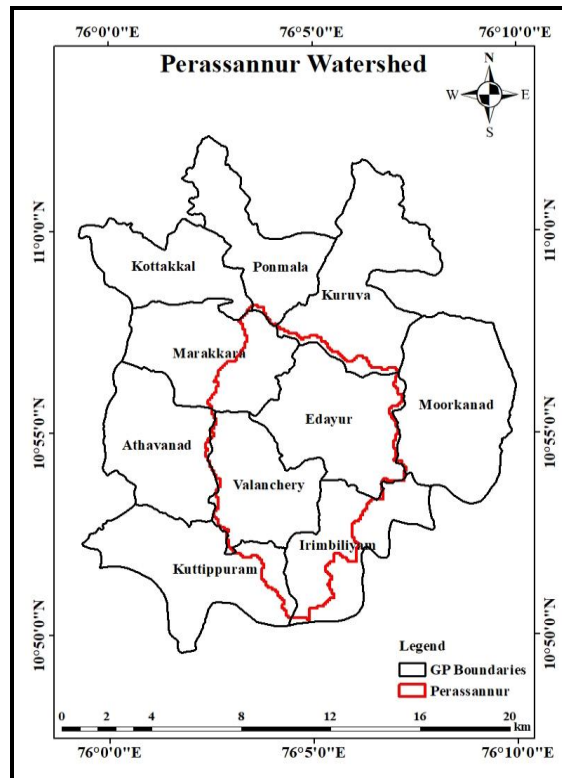 76°0'0"E 76°5'0"E 76°10'0"E
Perassannur Watershed
N
W E
S
11°0'0"N 11°0'0"N
Kottakkal Ponmala
Kuruva
Marakkara
Moorkanad
Edayur
10°55'0"N 10°55'0"N
Athavanad
Valanchery
Irimbiliyam
Kuttippuram
10°50'0"N 10°50'0"N
Legend
GP Boundaries
Perassannur
0 2 4 8 12 16 20
km
76°0'0"E 76°5'0"E 76°10'0"E